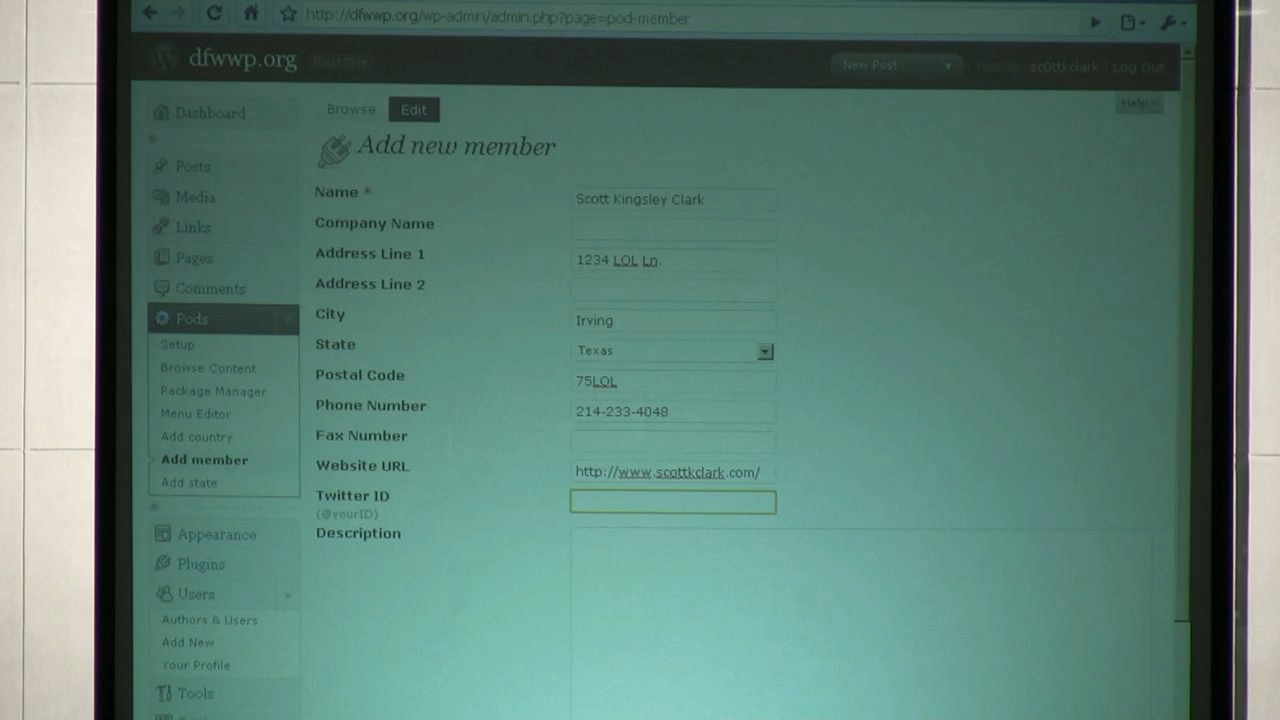 http://dfwwp.org/wp-admin/admin.php?page=pod-member
dfwwp.org Visit Site New Post Howdy, sc0ttkclark | Log Out
Help
Dashboard
Posts
Media
Links
Pages
Comments
Pods
Setup
Browse Content
Package Manager
Menu Editor
Add country
Add member
Add state
Appearance
Plugins
Users
Authors & Users
Add New
Your Profile
Tools
Browse Edit
Add new member
Name * Scott Kingsley Clark
Company Name
Address Line 1 1234 LOL Ln.
Address Line 2
City Irving
State Texas
Postal Code 75LOL
Phone Number 214-233-4048
Fax Number
Website URL http://www.scottkclark.com/
Twitter ID
(@yourID)
Description